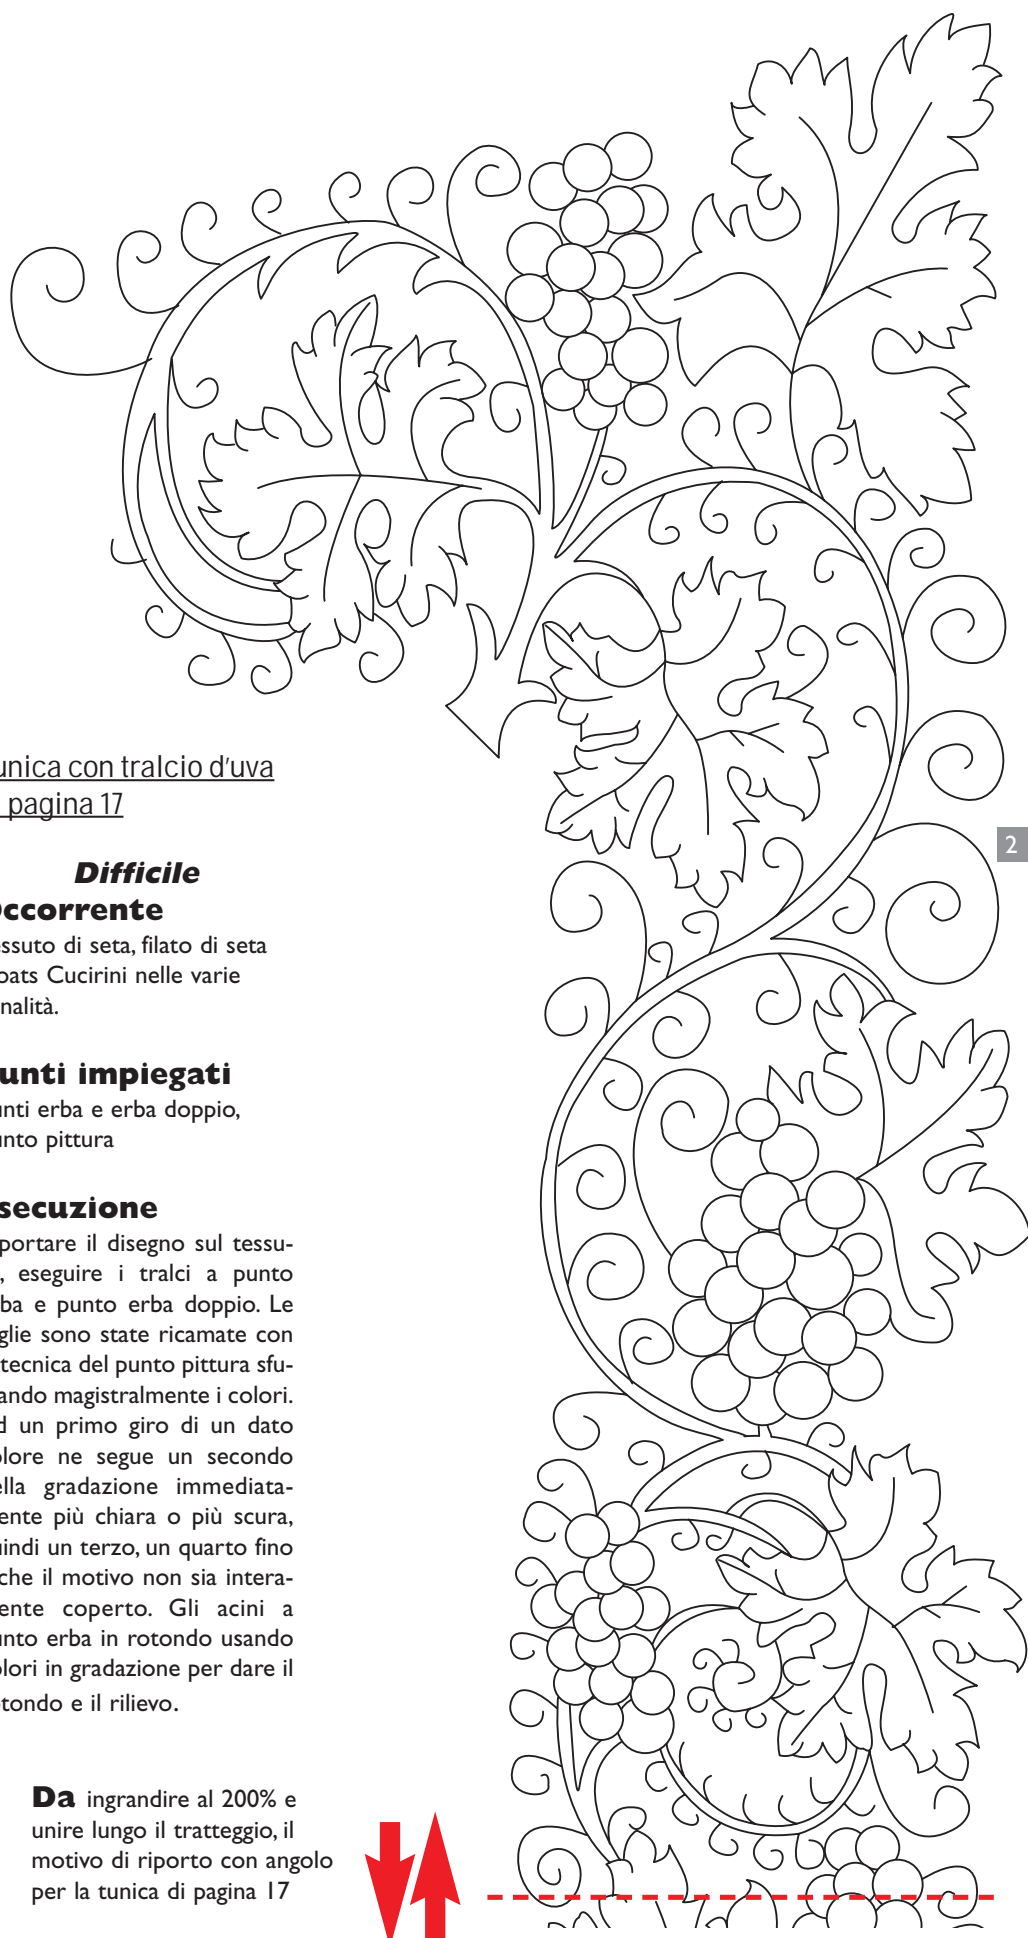 unica con tralcio d'uva
pagina 17
Difficile
ccorrente
ssuto di seta, filato di seta
oats Cucirini nelle varie
nalità.
unti impiegati
nti erba e erba doppio,
nto pittura
secuzione
portare il disegno sul tessu-
, eseguire i tralci a punto
ba e punto erba doppio. Le
glie sono state ricamate con
tecnica del punto pittura sfu-
ando magistralmente i colori.
d un primo giro di un dato
olore ne segue un secondo
ella gradazione immediata-
ente più chiara o più scura,
uindi un terzo, un quarto fino
che il motivo non sia intera-
ente coperto. Gli acini a
unto erba in rotondo usando
olori in gradazione per dare il
tondo e il rilievo.
Da ingrandire al 200% e
unire lungo il tratteggio, il
motivo di riporto con angolo
per la tunica di pagina 17
2